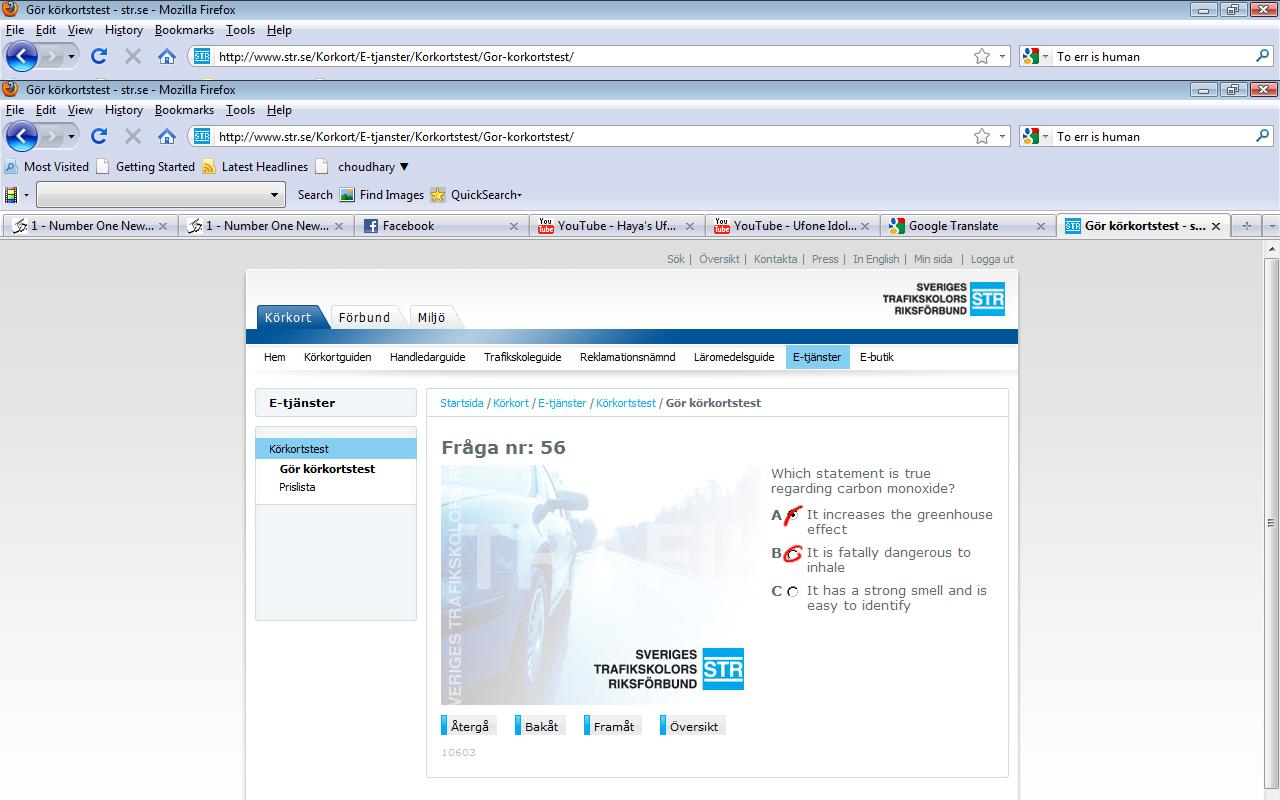 Gör körkortstest - str.se - Mozilla Firefox
File Edit View History Bookmarks Tools Help
STR http://www.str.se/Korkort/E-tjanster/Korkortstest/Gor-korkortstest/ To err is human
Gör körkortstest - str.se - Mozilla Firefox
File Edit View History Bookmarks Tools Help
STR http://www.str.se/Korkort/E-tjanster/Korkortstest/Gor-korkortstest/ To err is human
Most Visited Getting Started Latest Headlines choudhary
Search Find Images QuickSearch
1 - Number One New... 1 - Number One New... Facebook YouTube - Haya's Uf... YouTube - Ufone Idol... Google Translate Gör körkortstest - s...
Sök | Översikt | Kontakta | Press | In English | Min sida | Logga ut
SVERIGES
TRAFIKSKOLORS STR
RIKSFÖRBUND
Körkort Förbund Miljö
Hem Körkortguiden Handledarguide Trafikskoleguide Reklamationsnämnd Läromedelsguide E-tjänster E-butik
E-tjänster
Körkortstest
Gör körkortstest
Prislista
Startsida / Körkort / E-tjänster / Körkortstest / Gör körkortstest
Fråga nr: 56
Which statement is true
regarding carbon monoxide?
A It increases the greenhouse
effect
B It is fatally dangerous to
inhale
C It has a strong smell and is
easy to identify
SVERIGES
TRAFIKSKOLORS STR
RIKSFÖRBUND
Återgå Bakåt Framåt Översikt
10603